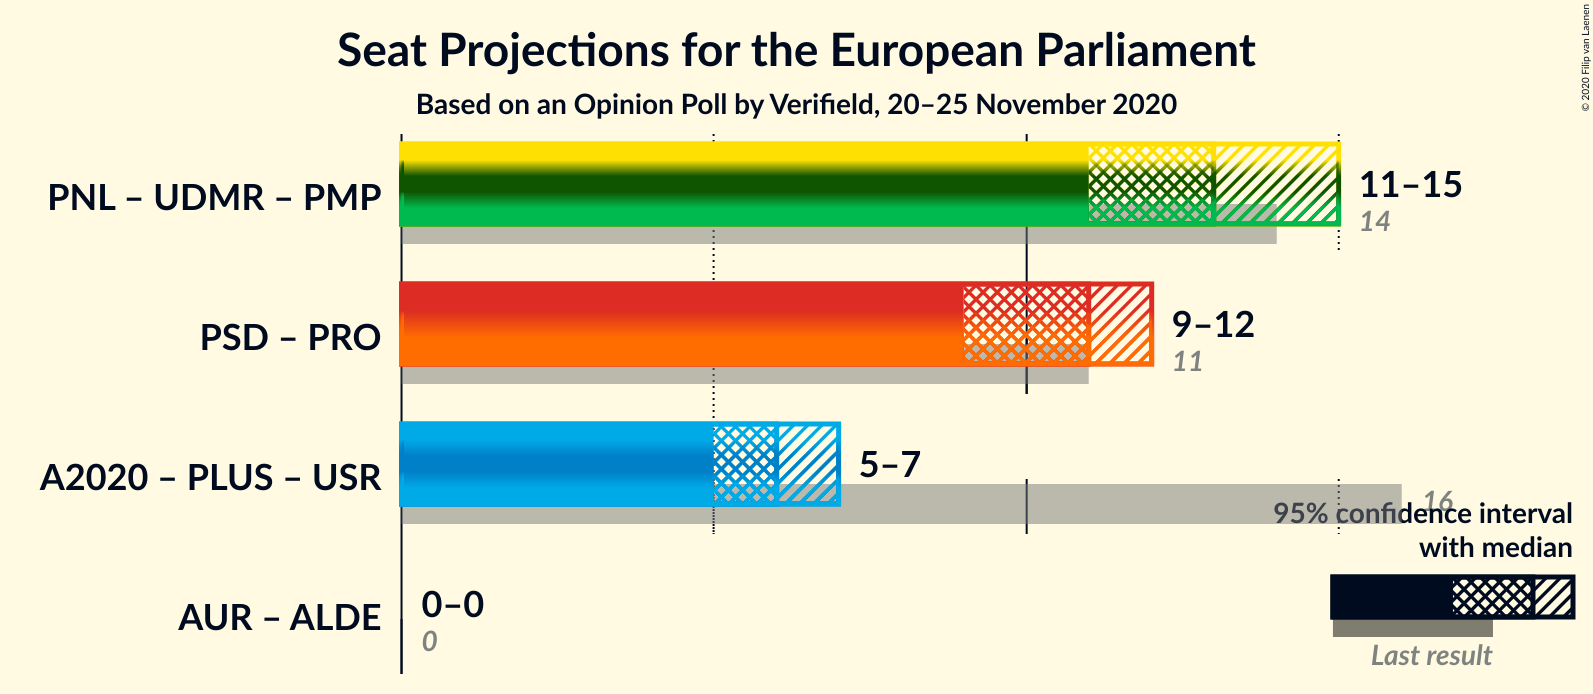 Seat Projections for the European Parliament
Based on an Opinion Poll by Verifield, 20–25 November 2020
© 2020 Filip van Laenen
PNL – UDMR – PMP
11–15
14
PSD – PRO
9–12
11
A2020 – PLUS – USR
5–7
16
95% confidence interval
with median
AUR – ALDE
0–0
0
Last result